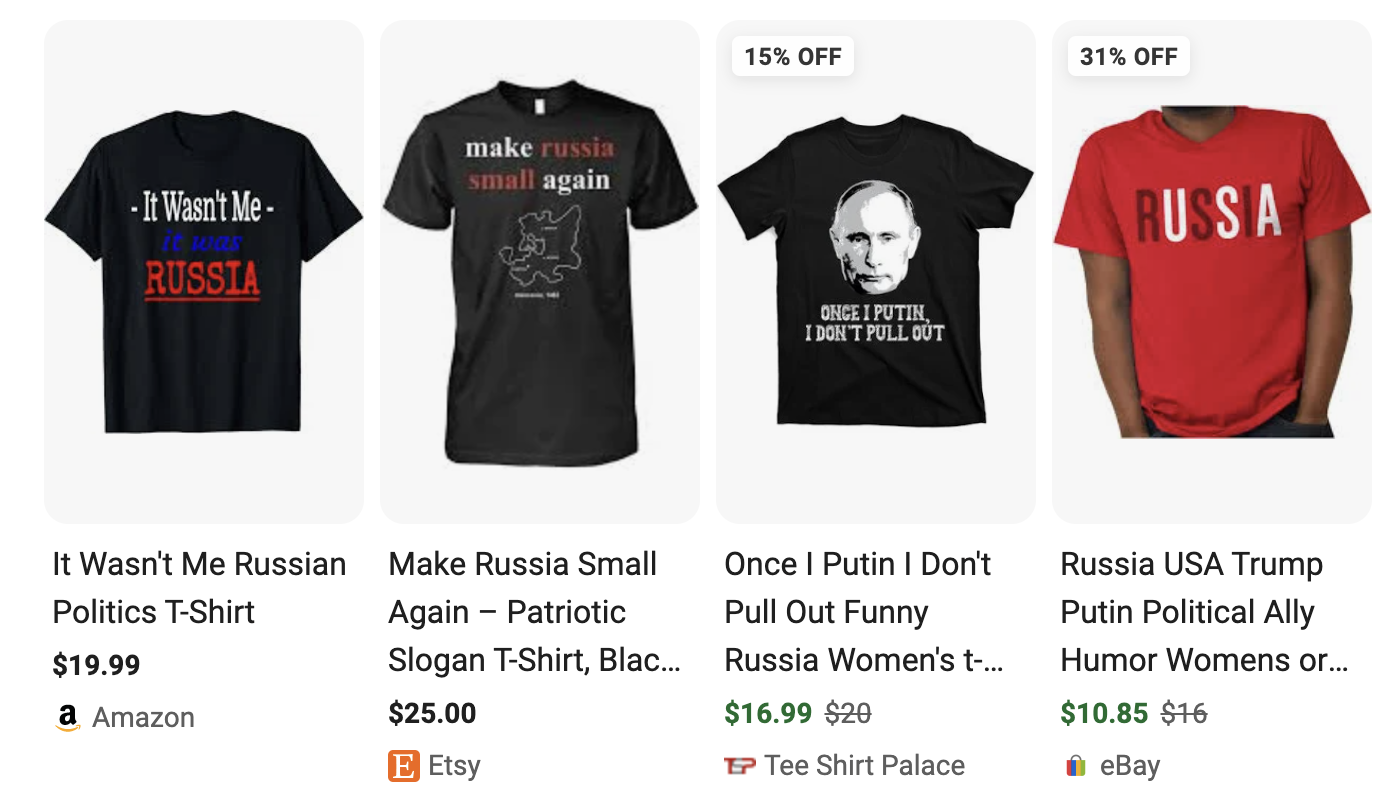 15% OFF
31% OFF
- It Wasn't Me -
it was
RUSSIA
make russia
small again
ONCE I PUTIN,
I DON'T PULL OUT
RUSSIA
It Wasn't Me Russian
Politics T-Shirt
$19.99
Amazon
Make Russia Small
Again – Patriotic
Slogan T-Shirt, Blac...
$25.00
Etsy
Once I Putin I Don't
Pull Out Funny
Russia Women's t-...
$16.99 $20
TSP Tee Shirt Palace
Russia USA Trump
Putin Political Ally
Humor Womens or...
$10.85 $16
eBay